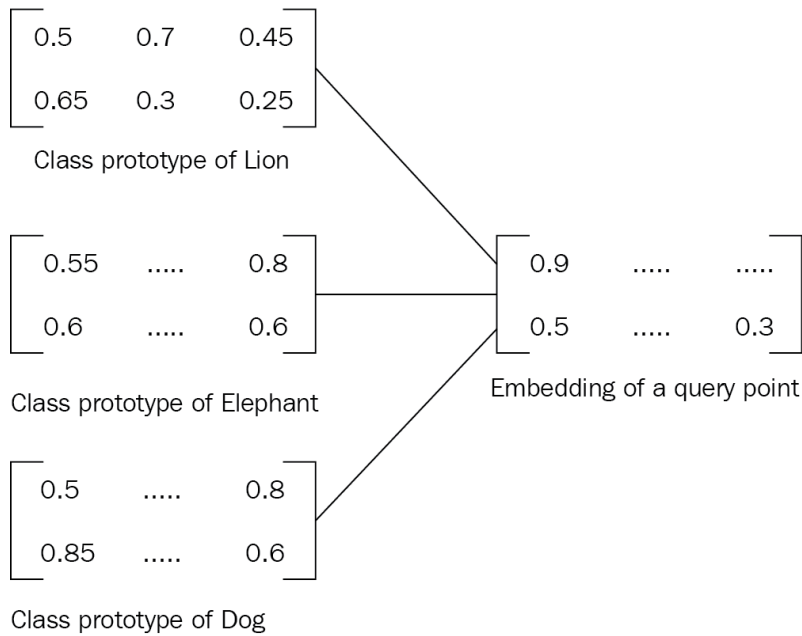 0.5 0.7 0.45
0.65 0.3 0.25
Class prototype of Lion
0.55 ..... 0.8
0.6 ..... 0.6
Class prototype of Elephant
0.5 ..... 0.8
0.85 ..... 0.6
Class prototype of Dog
0.9 ..... .....
0.5 ..... 0.3
Embedding of a query point